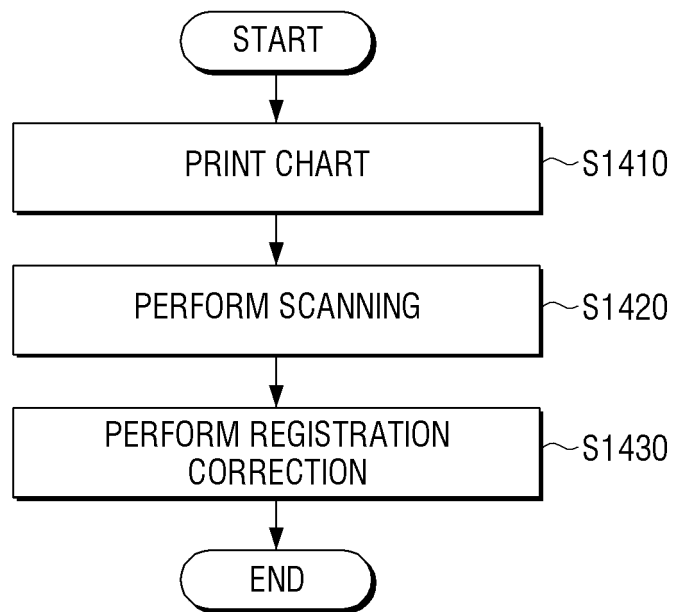 START
PRINT CHART
S1410
PERFORM SCANNING
S1420
PERFORM REGISTRATION
CORRECTION
S1430
END